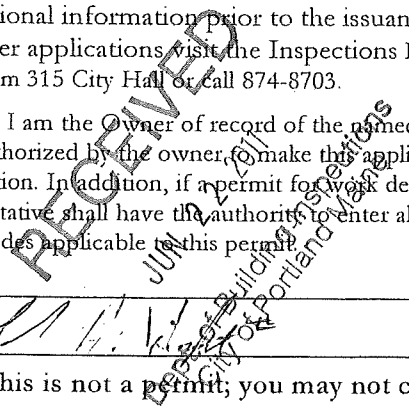 ional information prior to the issuan
er applications visit the Inspections
m 315 City Hall or call 874-8703.
I am the Owner of record of the named
thorized by the owner to make this appli
tion. In addition, if a permit for work de
tative shall have the authority to enter al
des applicable to this permit.
RECEIVED
JUN 22 2011
Dept. of Building Inspections
City of Portland Maine
his is not a permit; you may not c